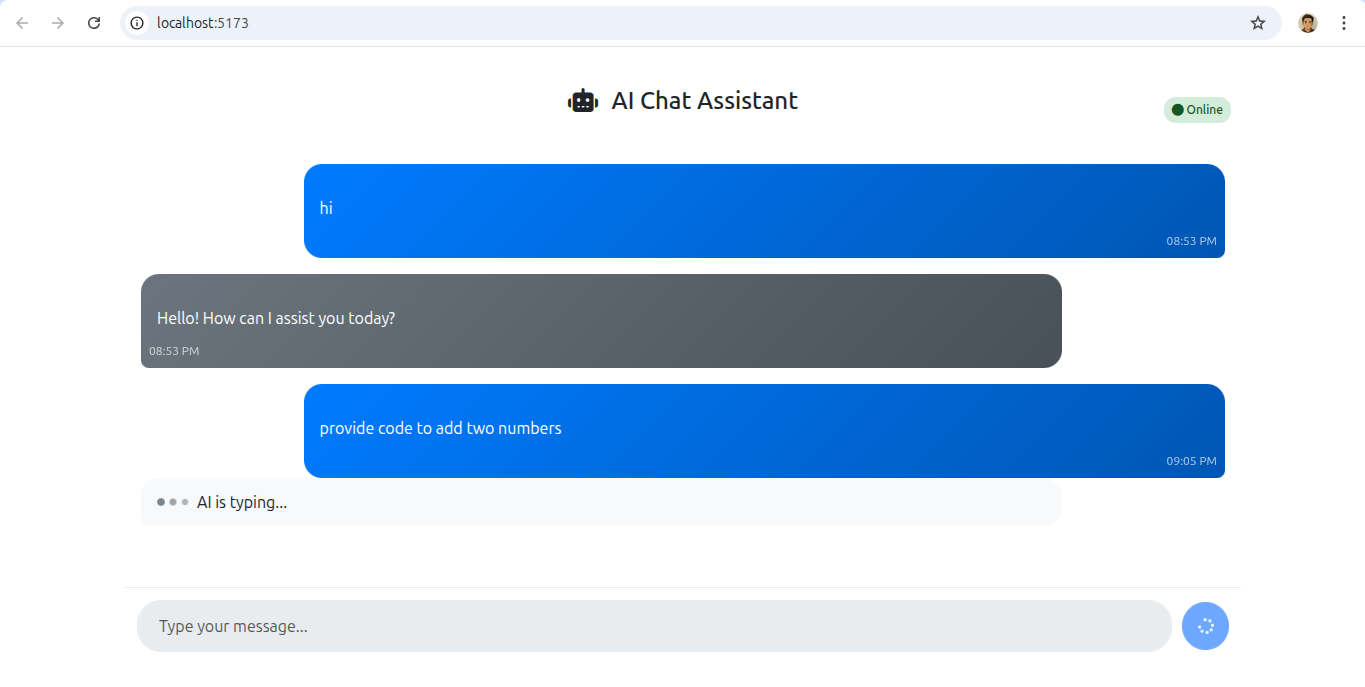 localhost:5173
AI Chat Assistant
Online
hi
08:53 PM
Hello! How can I assist you today?
08:53 PM
provide code to add two numbers
09:05 PM
AI is typing...
Type your message...